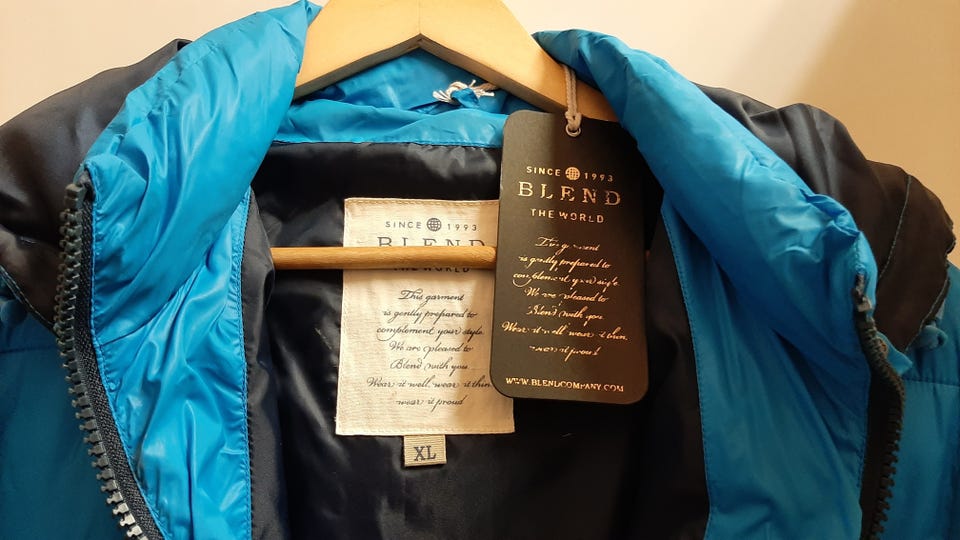 SINCE 1993
BLEND
THE WORLD
This garment
is gently prepared to
complement your style.
We are pleased to
Blend with you.
Wear it well, wear it thin,
wear it proud
XL
SINCE 1993
BLEND
THE WORLD
This garment
is gently prepared to
complement your style.
We are pleased to
Blend with you.
Wear it well, wear it thin,
wear it proud
WWW.BLENDCOMPANY.COM